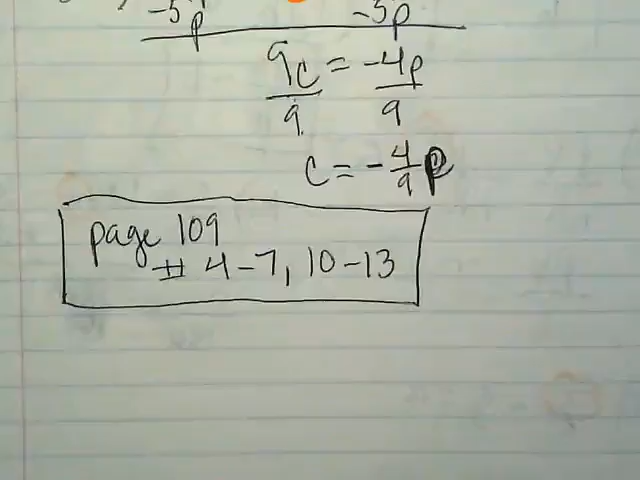 -5p -5p
9c = -4p
9 9
c = - 4/9 p
page 109
# 4-7, 10-13